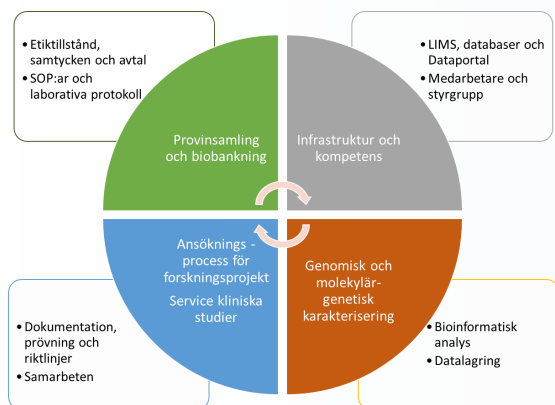 • Etiktillstånd,
samtycken och avtal
• SOP:ar och
laborativa protokoll
• LIMS, databaser och
Dataportal
• Medarbetare och
styrgrupp
Provinsamling
och biobankning
Infrastruktur och
kompetens
Ansöknings -
process för
forskningsprojekt
Service kliniska
studier
Genomisk och
molekylär-
genetisk
karakterisering
• Dokumentation,
prövning och
riktlinjer
• Samarbeten
• Bioinformatisk
analys
• Datalagring